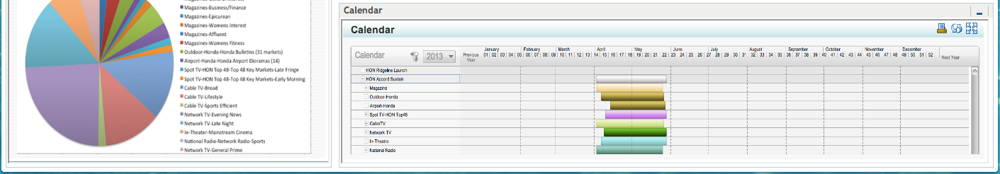 Magazines-Business/Finance
Magazines-Epicurean
Magazines-Womens Interest
Magazines-Affluent
Magazines-Womens Fitness
Outdoor-Honda-Honda Bulletins (31 markets)
Airport-Honda-Honda Airport Dioramas (14)
Spot TV-HON Top 48-Top 48 Key Markets-Late Fringe
Spot TV-HON Top 48-Top 48 Key Markets-Early Morning
Cable TV-Broad
Cable TV-Lifestyle
Cable TV-Sports Efficient
Network TV-Evening News
Network TV-Late Night
In-Theater-Mainstream Cinema
National Radio-Network Radio-Sports
Network TV-General Prime
Calendar
Calendar
Calendar
2013
Previous Year
January February March April May June July August September October November December
01 02 03 04 05 06 07 08 09 10 11 12 13 14 15 16 17 18 19 20 21 22 23 24 25 26 27 28 29 30 31 32 33 34 35 36 37 38 39 40 41 42 43 44 45 46 47 48 49 50 51 52
Next Year
HON Ridgeline Launch
HON Accord Sustain
Magazine
Outdoor-Honda
Airport-Honda
Spot TV-HON Top48
CableTV
Network TV
In-Theatre
National Radio